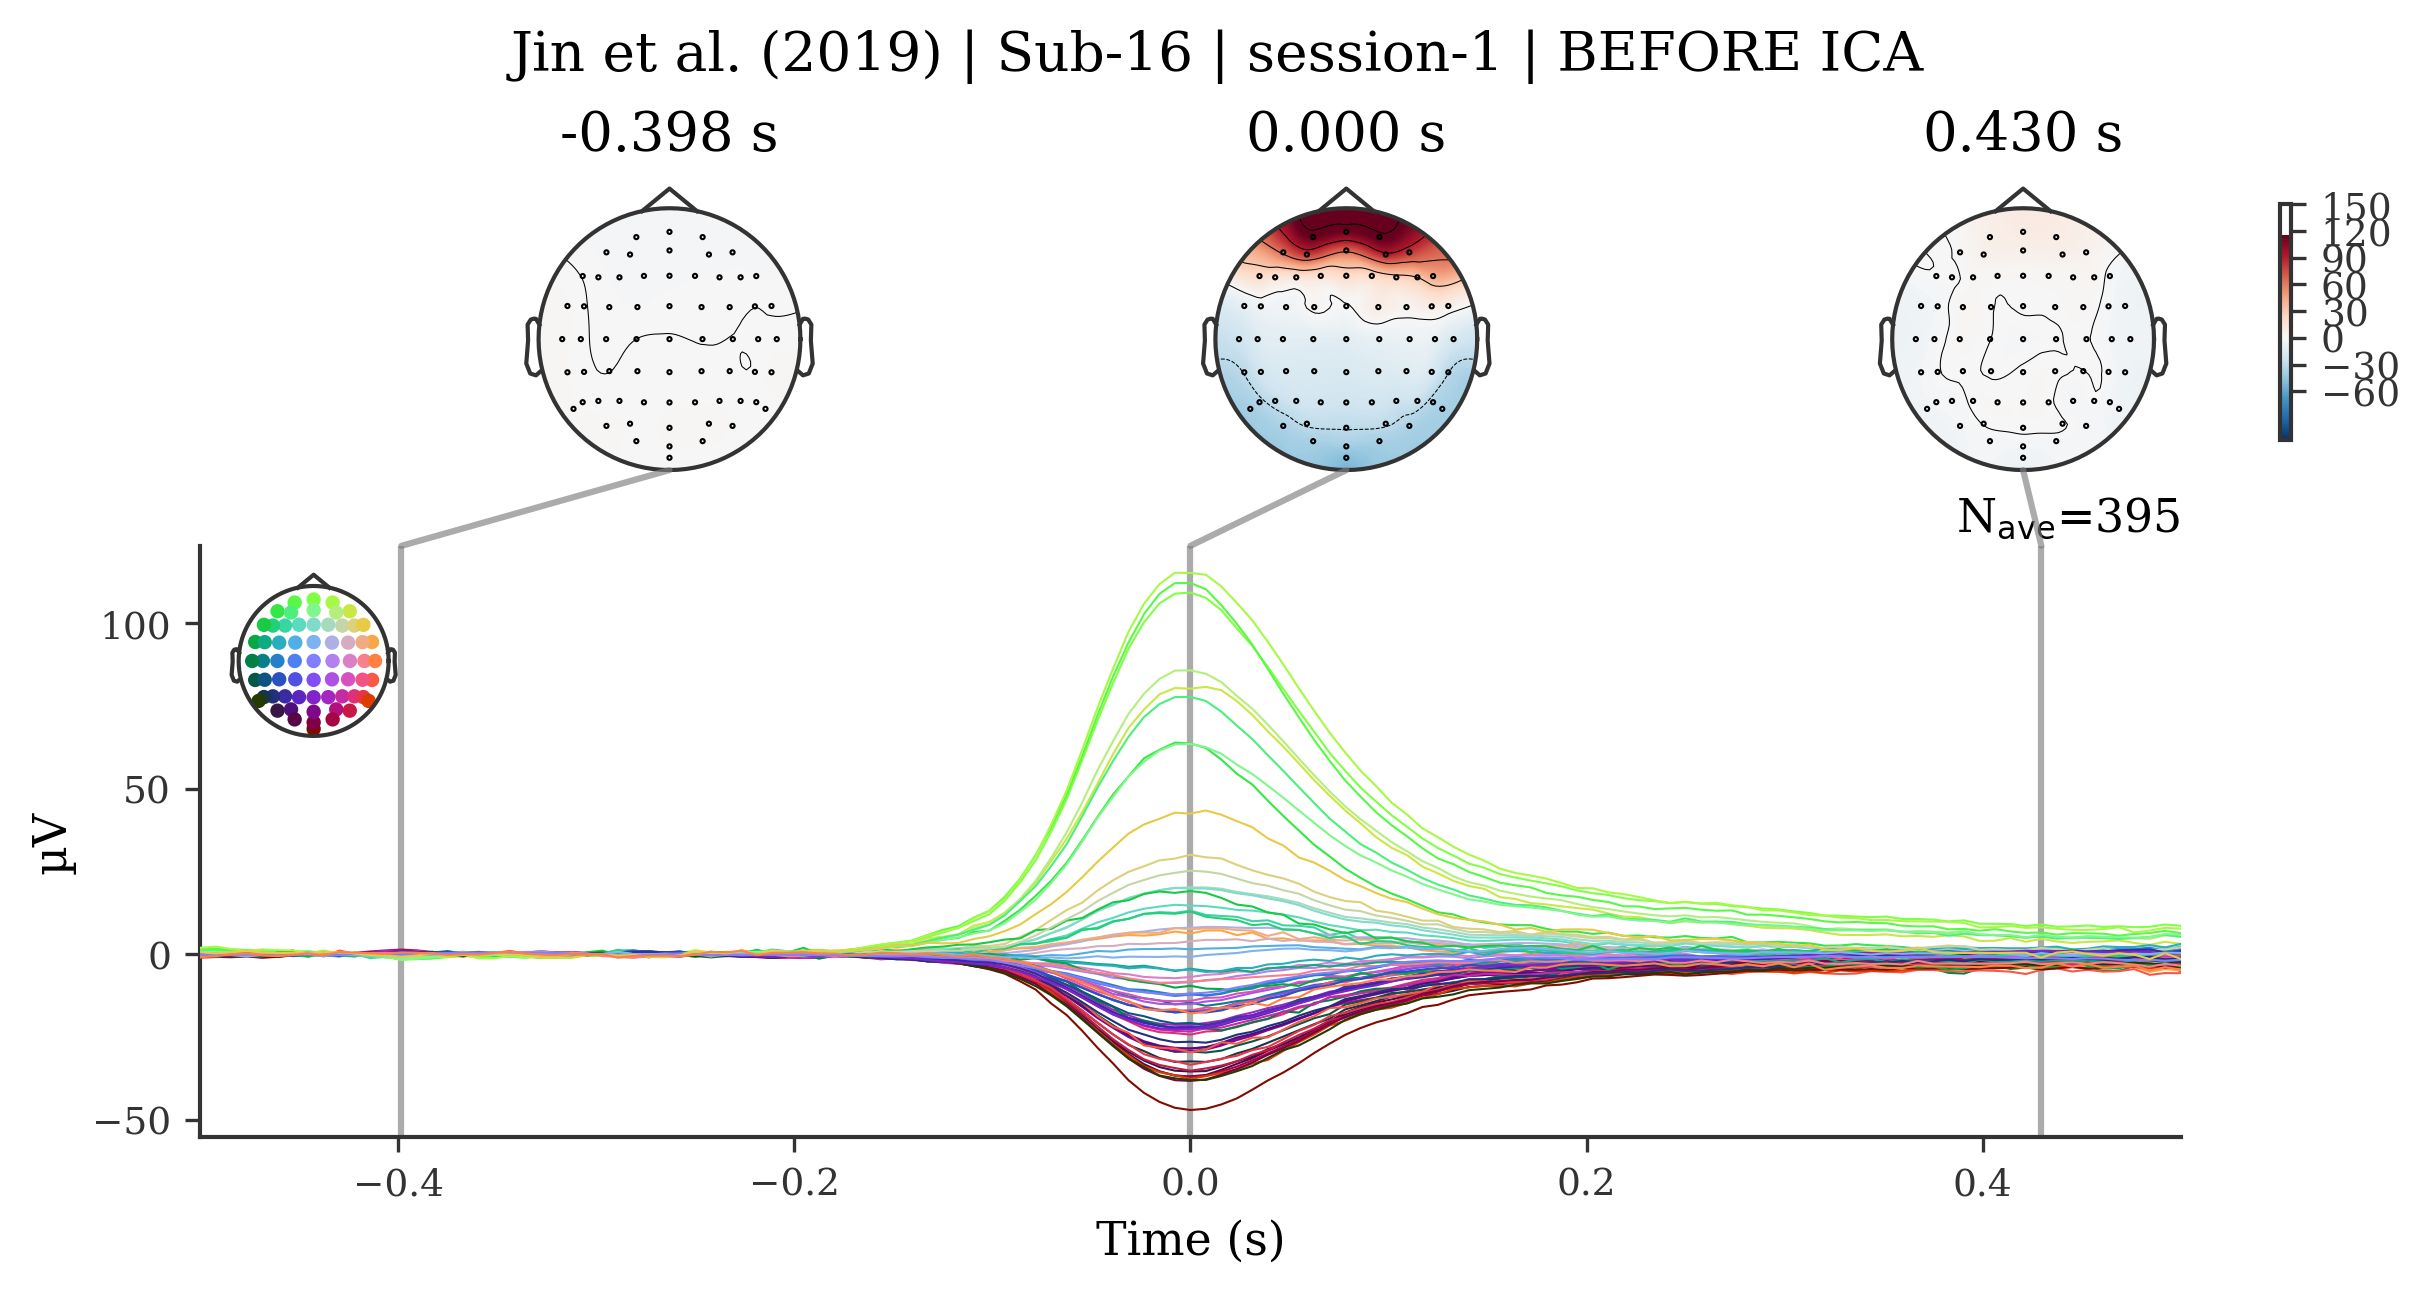 Jin et al. (2019) | Sub-16 | session-1 | BEFORE ICA
-0.398 s
0.000 s
0.430 s
150
120
90
60
30
0
−30
−60
Nave=395
100
50
0
−50
µV
−0.4
−0.2
0.0
0.2
0.4
Time (s)